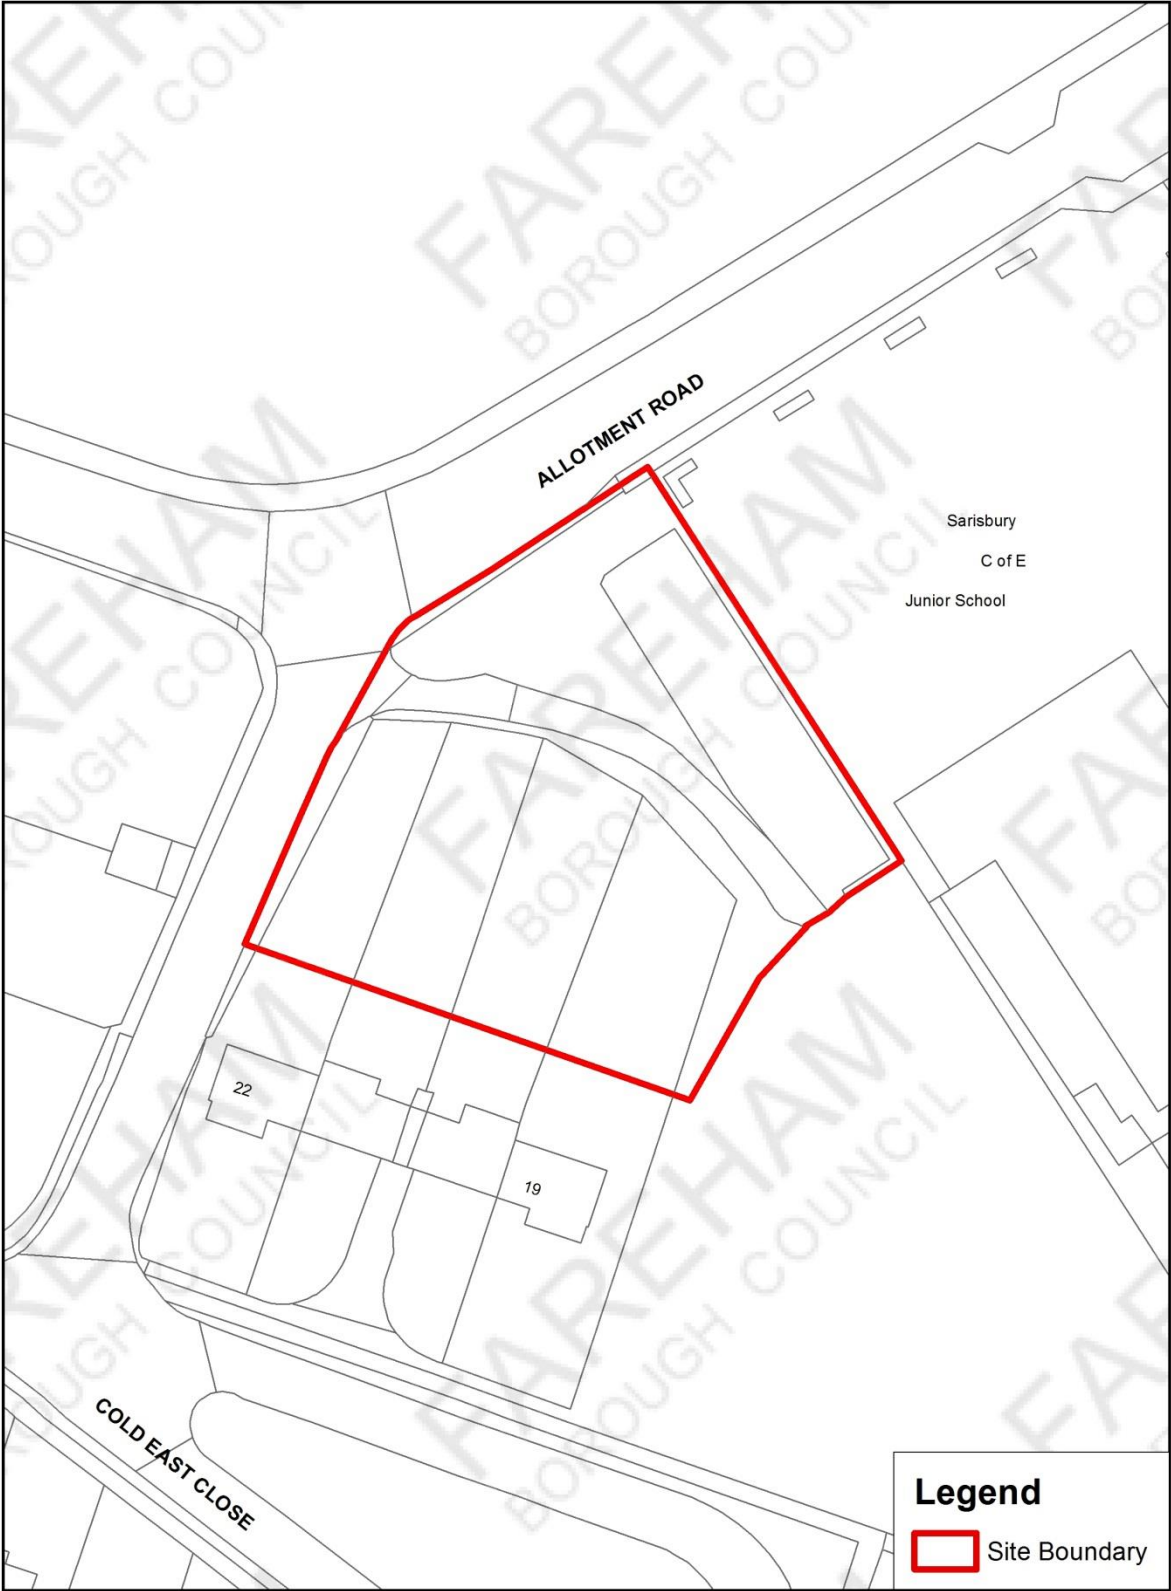 ALLOTMENT ROAD
Sarisbury
C of E
Junior School
22
19
COLD EAST CLOSE
Legend
Site Boundary
FAREHAM
BOROUGH COUNCIL